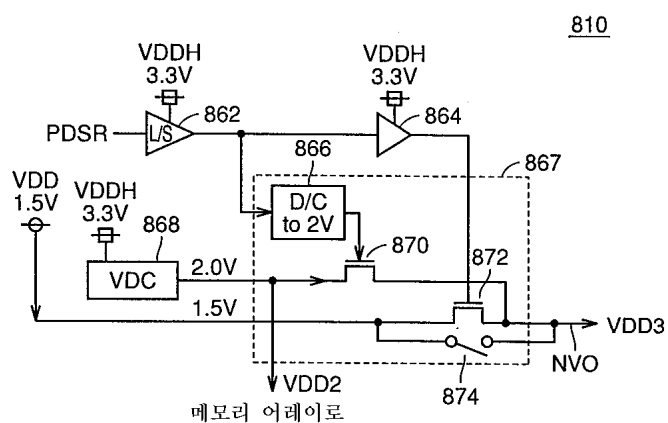 810
VDDH
3.3V
VDDH
3.3V
862
864
PDSR
L/S
866
867
VDD
1.5V
VDDH
3.3V
868
D/C
to 2V
870
872
VDC
2.0V
1.5V
VDD3
NVO
874
VDD2
메모리 어레이로